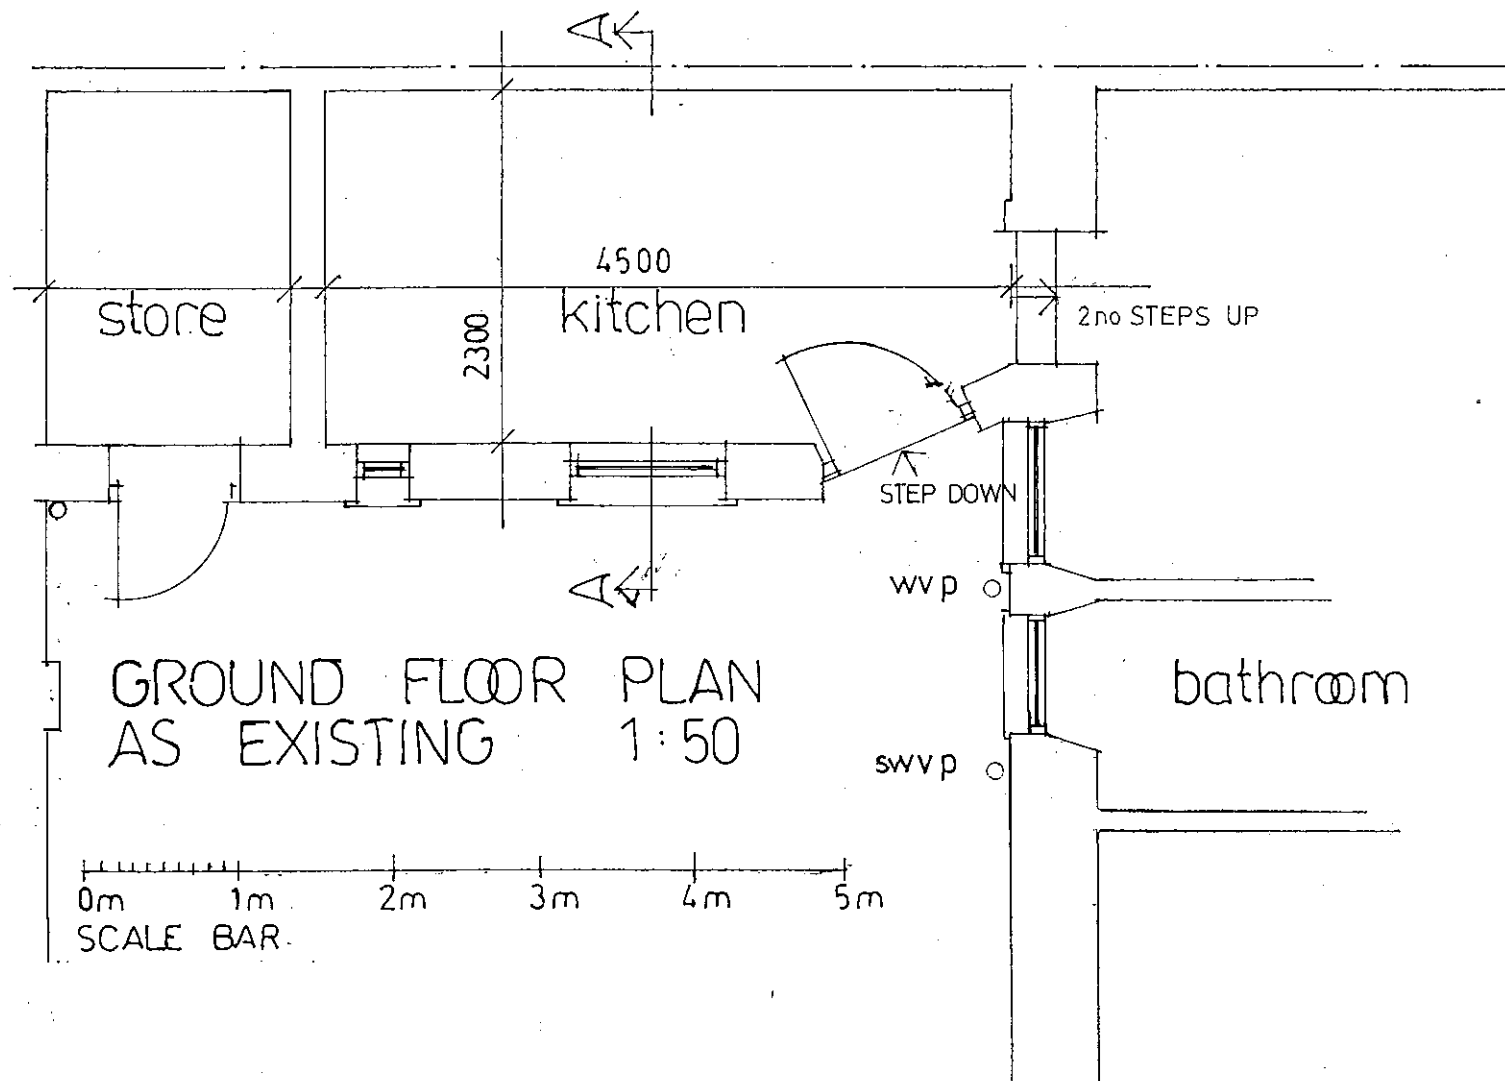 A
4500
store
kitchen
2300
2no STEPS UP
STEP DOWN
A
wvp
GROUND FLOOR PLAN
AS EXISTING 1:50
bathroom
swvp
0m 1m 2m 3m 4m 5m
SCALE BAR.